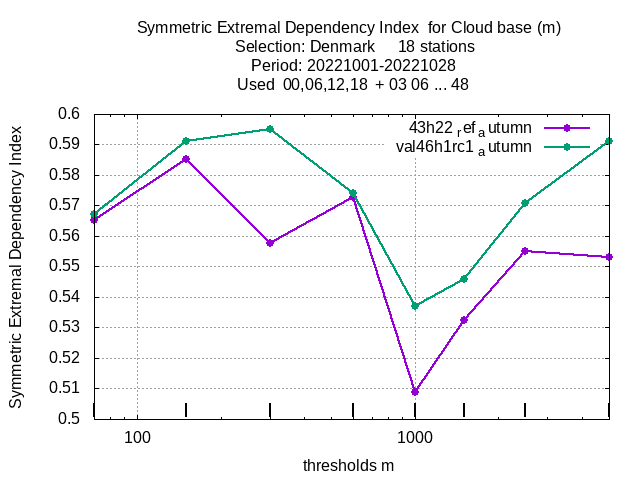 Symmetric Extremal Dependency Index  for Cloud base (m)
Selection: Denmark     18 stations
Period: 20221001-20221028
Used  00,06,12,18  + 03 06 ... 48
43h22 ref autumn
val46h1rc1 autumn
Symmetric Extremal Dependency Index
0.6
0.59
0.58
0.57
0.56
0.55
0.54
0.53
0.52
0.51
0.5
100
1000
thresholds m